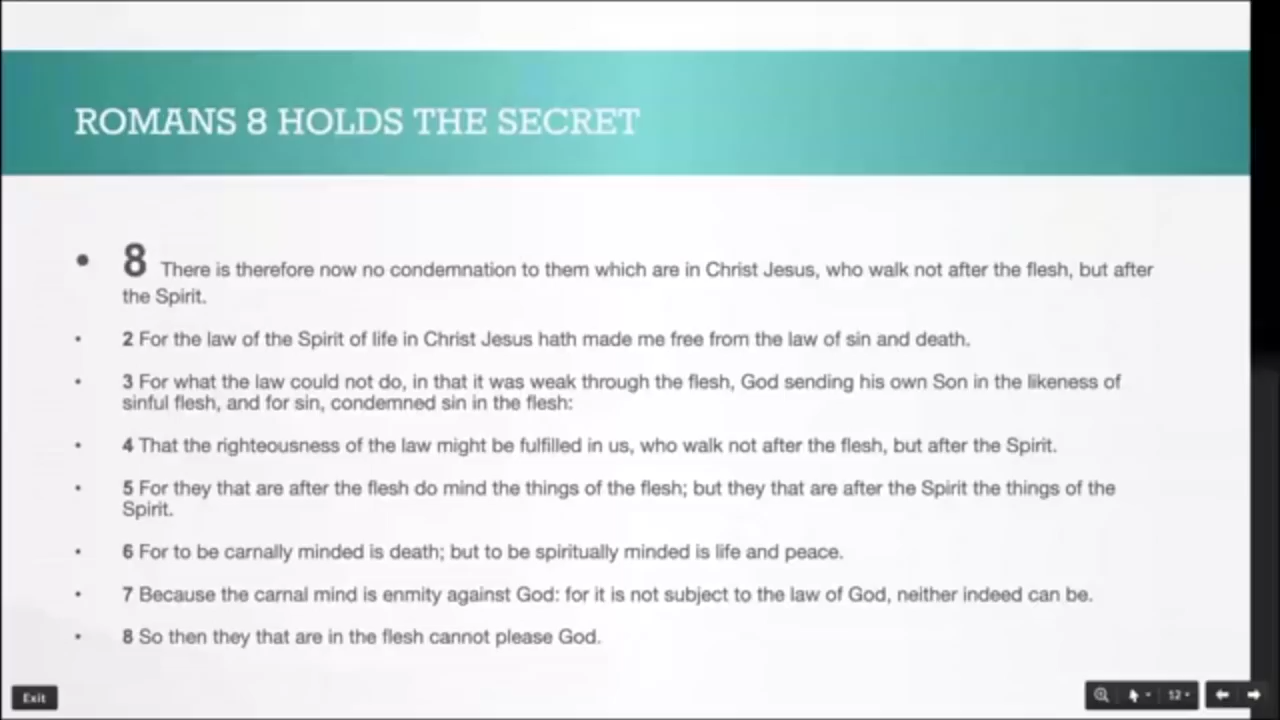 ROMANS 8 HOLDS THE SECRET
• 8 There is therefore now no condemnation to them which are in Christ Jesus, who walk not after the flesh, but after
the Spirit.
• 2 For the law of the Spirit of life in Christ Jesus hath made me free from the law of sin and death.
• 3 For what the law could not do, in that it was weak through the flesh, God sending his own Son in the likeness of
sinful flesh, and for sin, condemned sin in the flesh:
• 4 That the righteousness of the law might be fulfilled in us, who walk not after the flesh, but after the Spirit.
• 5 For they that are after the flesh do mind the things of the flesh; but they that are after the Spirit the things of the
Spirit.
• 6 For to be carnally minded is death; but to be spiritually minded is life and peace.
• 7 Because the carnal mind is enmity against God: for it is not subject to the law of God, neither indeed can be.
• 8 So then they that are in the flesh cannot please God.
Exit
12